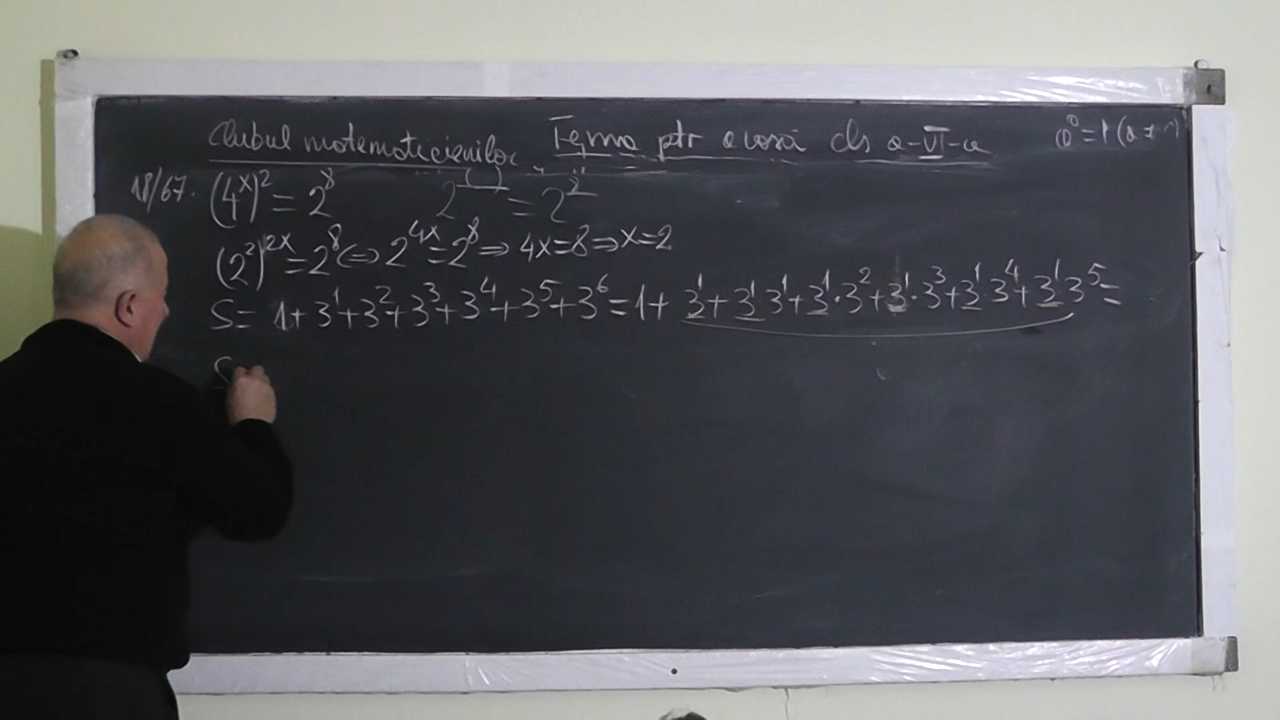 Clubul matematicienilor Tema ptr acasă cls a-VI-a a⁰=1(a≠0)
18/67. (4ˣ)² = 2⁸ 2⁽ ⁾ = 2⁸
(2²)²ˣ=2⁸ ⇔ 2⁴ˣ=2⁸ ⇒ 4x=8 ⇒ x=2
S= 1+3¹+3²+3³+3⁴+3⁵+3⁶=1+ 3¹+3¹·3¹+3¹·3²+3¹·3³+3¹·3⁴+3¹·3⁵=
S